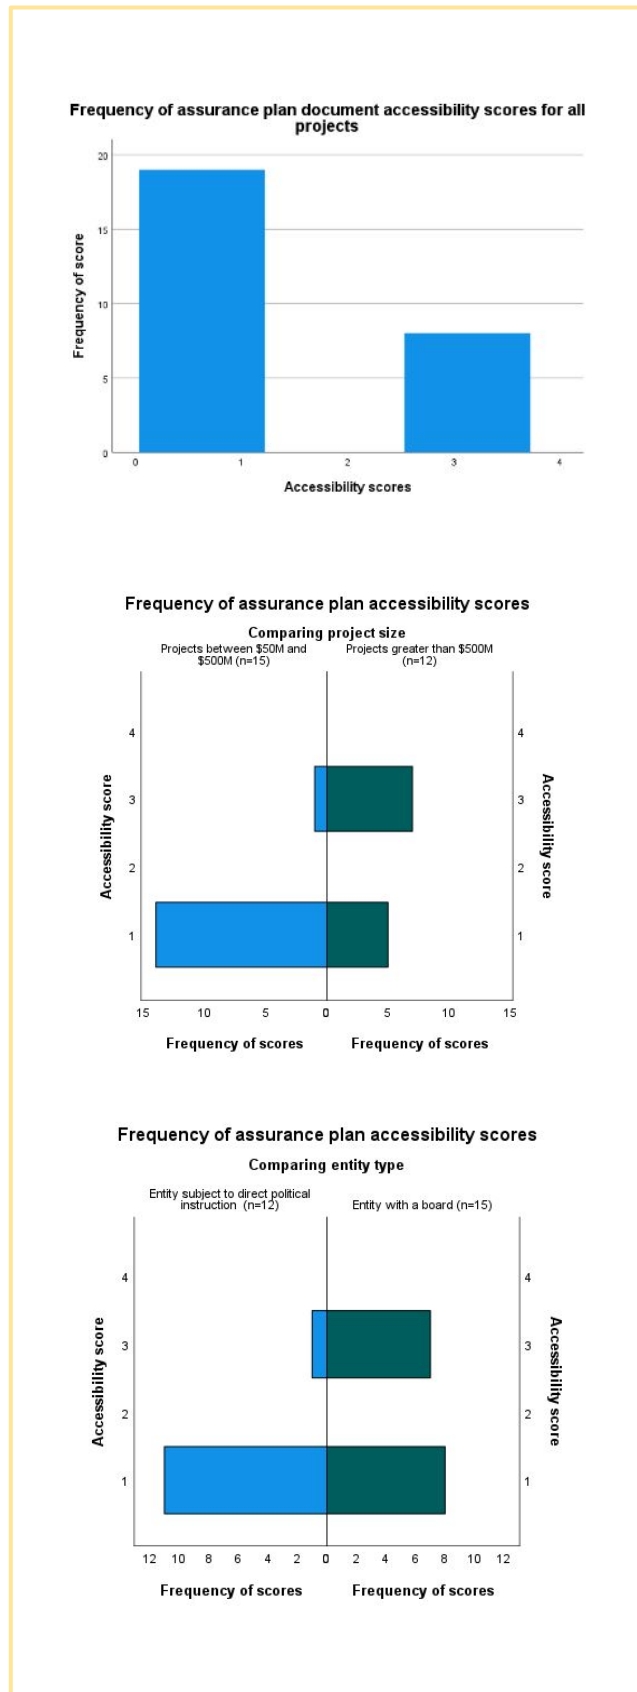 Frequency of assurance plan document accessibility scores for all
projects
20
15
10
5
0
Frequency of score
0 1 2 3 4
Accessibility scores
Frequency of assurance plan accessibility scores
Comparing project size
Projects between $50M and
$500M (n=15)
Projects greater than $500M
(n=12)
4
3
2
1
Accessibility score
4
3
2
1
Accessibility score
15 10 5 0 5 10 15
Frequency of scores Frequency of scores
Frequency of assurance plan accessibility scores
Comparing entity type
Entity subject to direct political
instruction (n=12)
Entity with a board (n=15)
4
3
2
1
Accessibility score
4
3
2
1
Accessibility score
12 10 8 6 4 2 0 2 4 6 8 10 12
Frequency of scores Frequency of scores